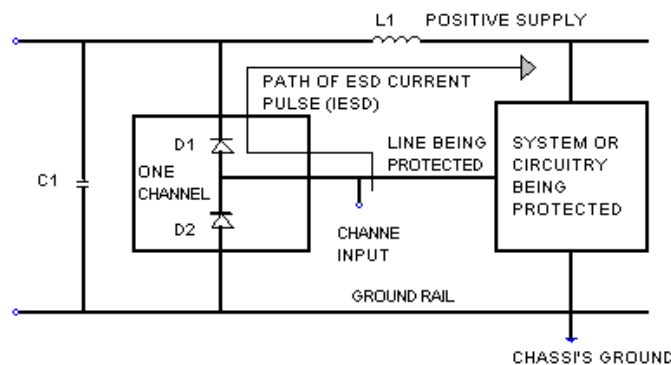 L1 POSITIVE SUPPLY
PATH OF ESD CURRENT
PULSE (IESD)
D1
LINE BEING
PROTECTED
SYSTEM OR
CIRCUITRY
BEING
PROTECTED
C1
ONE
CHANNEL
D2
CHANNE
INPUT
GROUND RAIL
CHASSI'S GROUND